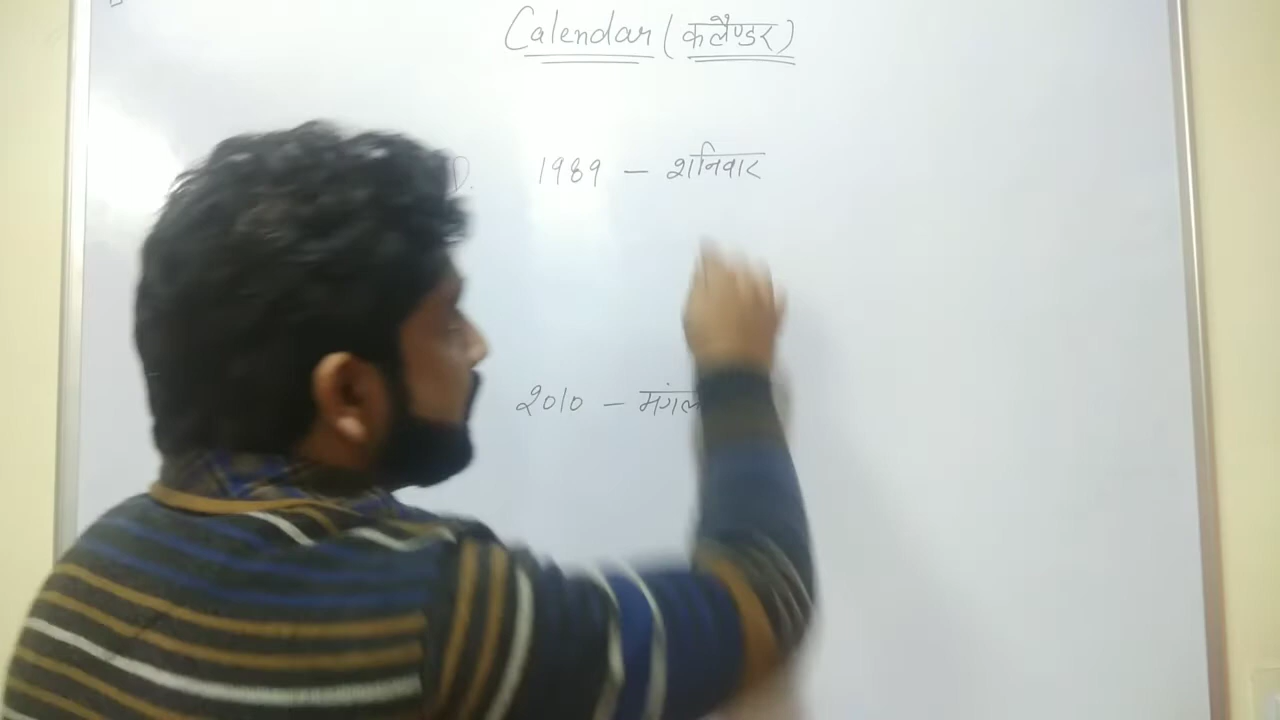 Calendar (कलैण्डर)
D. 1989 – शनिवार
2010 – मंगल